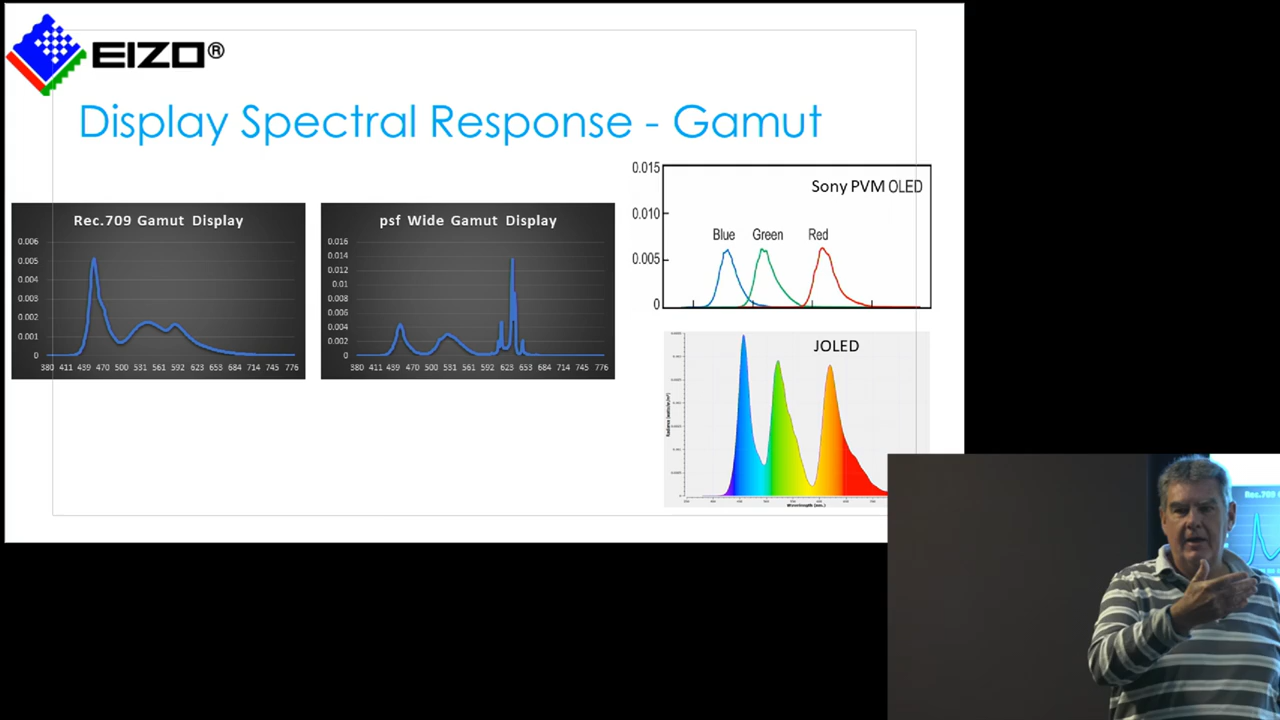 EIZO®
Display Spectral Response - Gamut
Rec.709 Gamut Display
0.006
0.005
0.004
0.003
0.002
0.001
0
380 411 439 470 500 531 561 592 623 653 684 714 745 776
psf Wide Gamut Display
0.016
0.014
0.012
0.01
0.008
0.006
0.004
0.002
0
380 411 439 470 500 531 561 592 623 653 684 714 745 776
0.015
0.010
0.005
0
Sony PVM OLED
Blue Green Red
JOLED
Wavelength (nm.)
Rec.709